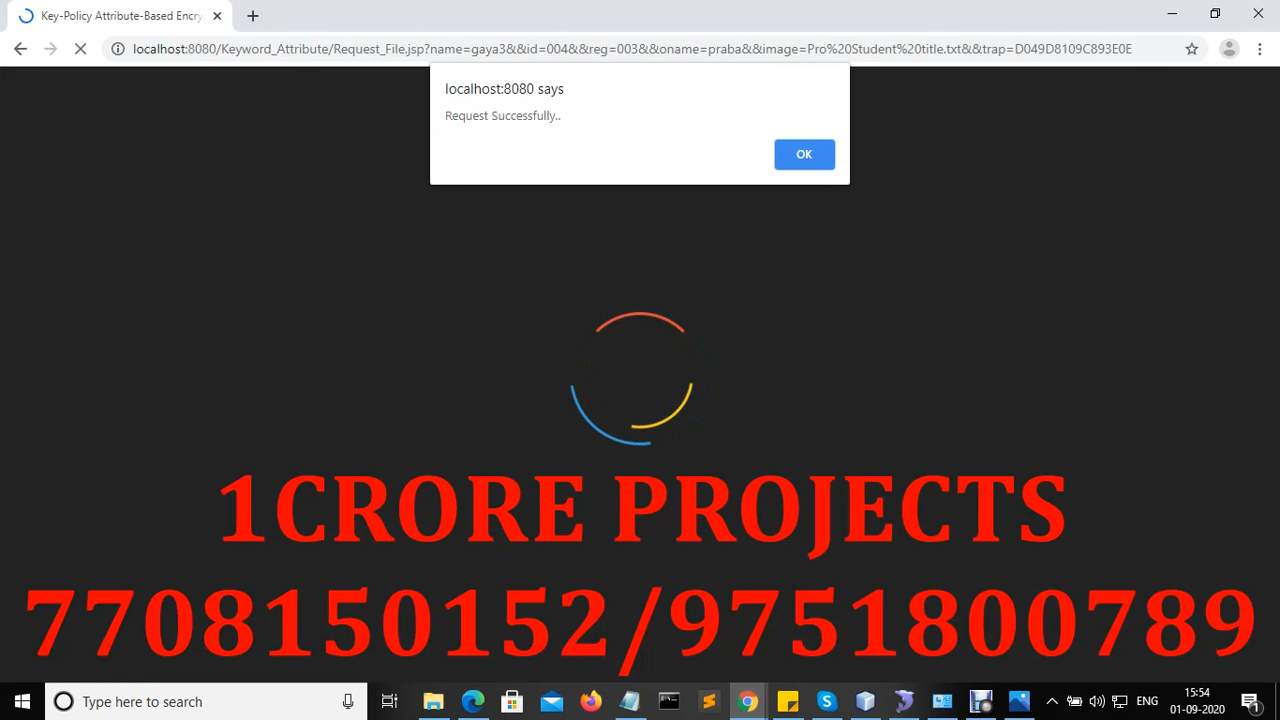 Key-Policy Attribute-Based Encry
localhost:8080/Keyword_Attribute/Request_File.jsp?name=gaya3&&id=004&&reg=003&&oname=praba&&image=Pro%20Student%20title.txt&&trap=D049D8109C893E0E
localhost:8080 says
Request Successfully..
OK
1CRORE PROJECTS
7708150152/9751800789
Type here to search
ENG
15:54
01-09-2020
1